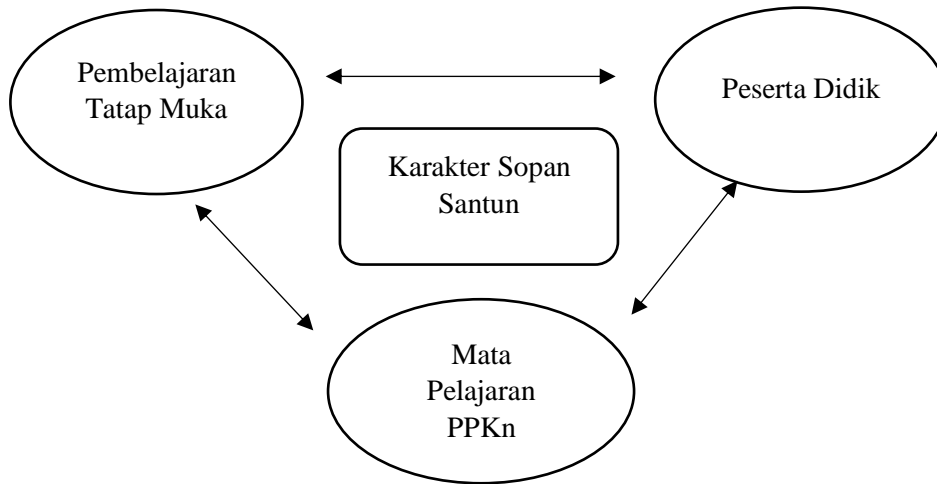 Pembelajaran
Tatap Muka
Peserta Didik
Karakter Sopan
Santun
Mata
Pelajaran
PPKn